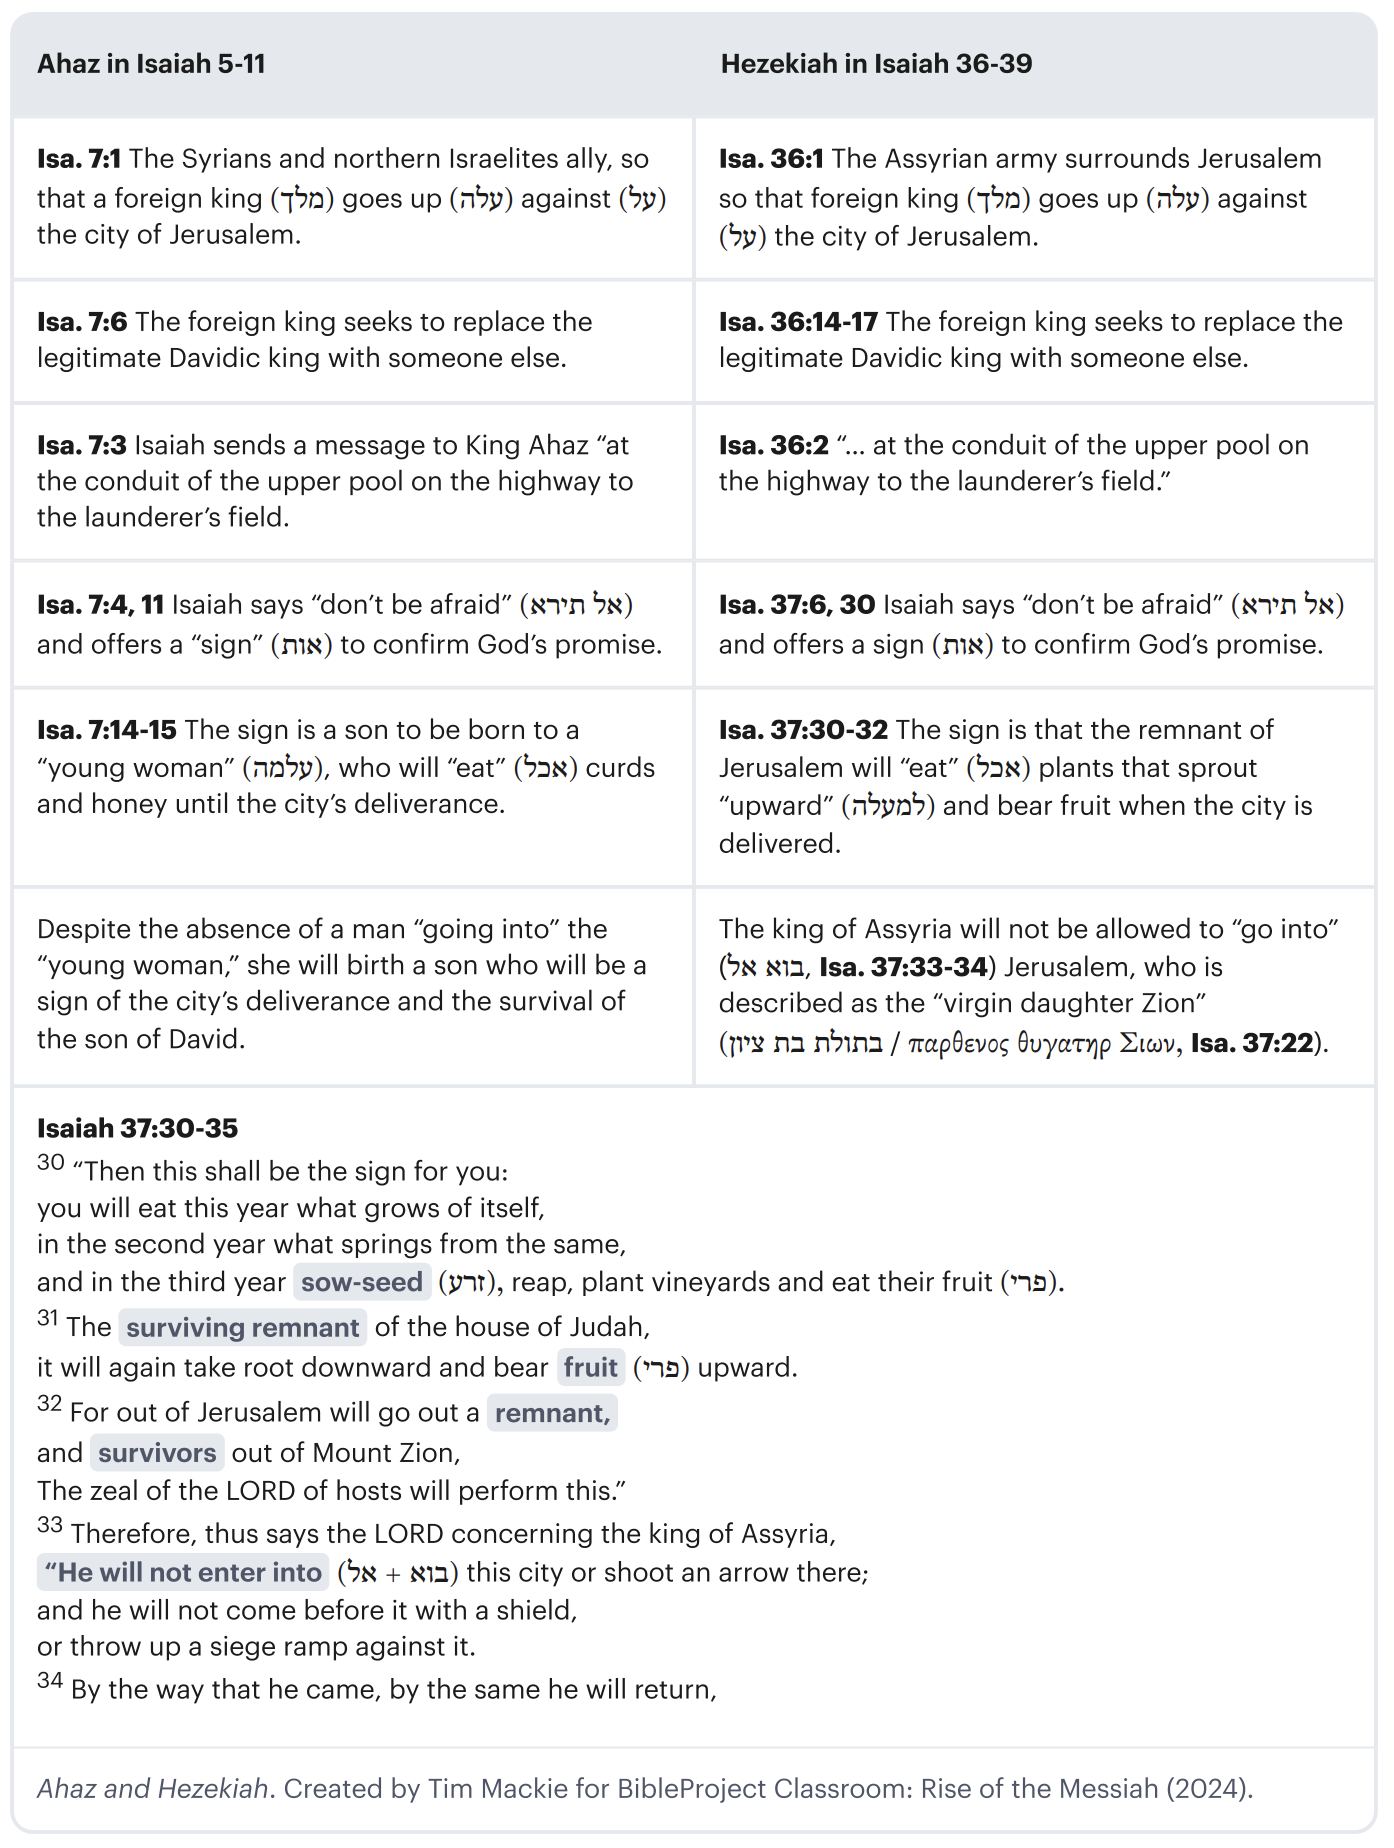 Ahaz in Isaiah 5-11
Hezekiah in Isaiah 36-39
Isa. 7:1 The Syrians and northern Israelites ally, so
that a foreign king (מלך) goes up (עלה) against (על)
the city of Jerusalem.
Isa. 36:1 The Assyrian army surrounds Jerusalem
so that foreign king (מלך) goes up (עלה) against
(על) the city of Jerusalem.
Isa. 7:6 The foreign king seeks to replace the
legitimate Davidic king with someone else.
Isa. 36:14-17 The foreign king seeks to replace the
legitimate Davidic king with someone else.
Isa. 7:3 Isaiah sends a message to King Ahaz “at
the conduit of the upper pool on the highway to
the launderer’s field.
Isa. 36:2 “... at the conduit of the upper pool on
the highway to the launderer’s field.”
Isa. 7:4, 11 Isaiah says “don’t be afraid” (אל תירא)
and offers a “sign” (אות) to confirm God’s promise.
Isa. 37:6, 30 Isaiah says “don’t be afraid” (אל תירא)
and offers a sign (אות) to confirm God’s promise.
Isa. 7:14-15 The sign is a son to be born to a
“young woman” (עלמה), who will “eat” (אכל) curds
and honey until the city’s deliverance.
Isa. 37:30-32 The sign is that the remnant of
Jerusalem will “eat” (אכל) plants that sprout
“upward” (למעלה) and bear fruit when the city is
delivered.
Despite the absence of a man “going into” the
“young woman,” she will birth a son who will be a
sign of the city’s deliverance and the survival of
the son of David.
The king of Assyria will not be allowed to “go into”
(בוא אל, Isa. 37:33-34) Jerusalem, who is
described as the “virgin daughter Zion”
(בתולת בת ציון / παρθενος θυγατηρ Σιων, Isa. 37:22).
Isaiah 37:30-35
30 “Then this shall be the sign for you:
you will eat this year what grows of itself,
in the second year what springs from the same,
and in the third year sow-seed (זרע), reap, plant vineyards and eat their fruit (פרי).
31 The surviving remnant of the house of Judah,
it will again take root downward and bear fruit (פרי) upward.
32 For out of Jerusalem will go out a remnant,
and survivors out of Mount Zion,
The zeal of the LORD of hosts will perform this.”
33 Therefore, thus says the LORD concerning the king of Assyria,
“He will not enter into (בוא + אל) this city or shoot an arrow there;
and he will not come before it with a shield,
or throw up a siege ramp against it.
34 By the way that he came, by the same he will return,
Ahaz and Hezekiah. Created by Tim Mackie for BibleProject Classroom: Rise of the Messiah (2024).